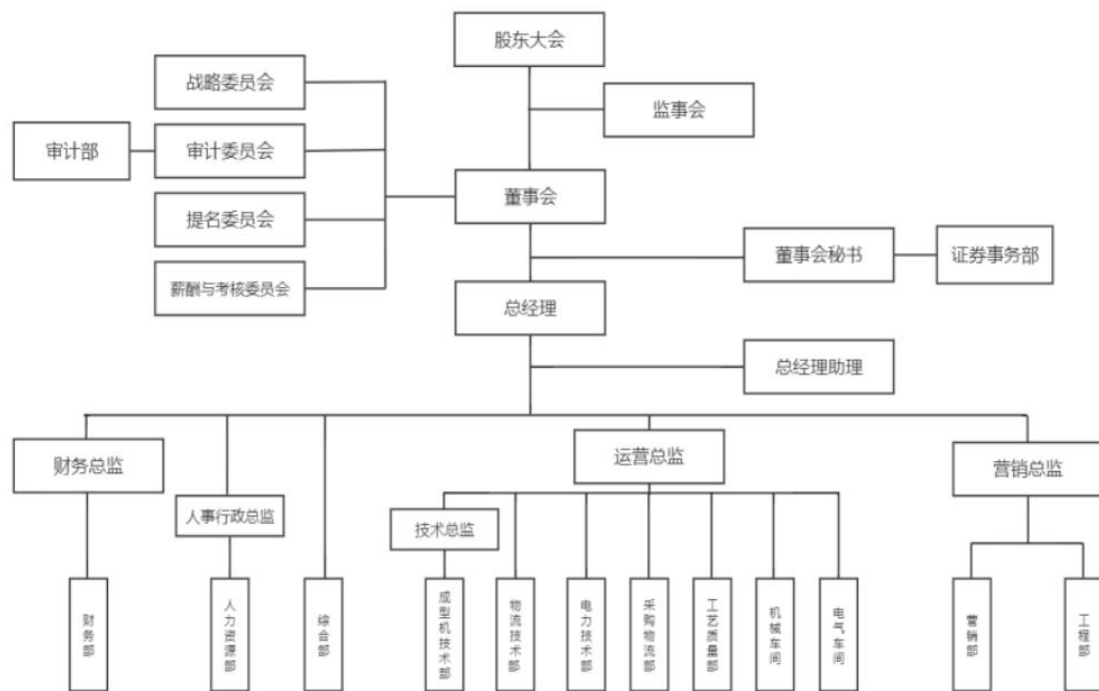 股东大会
战略委员会
监事会
审计部
审计委员会
董事会
提名委员会
董事会秘书
证券事务部
薪酬与考核委员会
总经理
总经理助理
财务总监
运营总监
营销总监
人事行政总监
技术总监
财务部
人力资源部
综合部
成型机技术部
物流技术部
电力技术部
采购物流部
工艺质量部
机械车间
电气车间
营销部
工程部